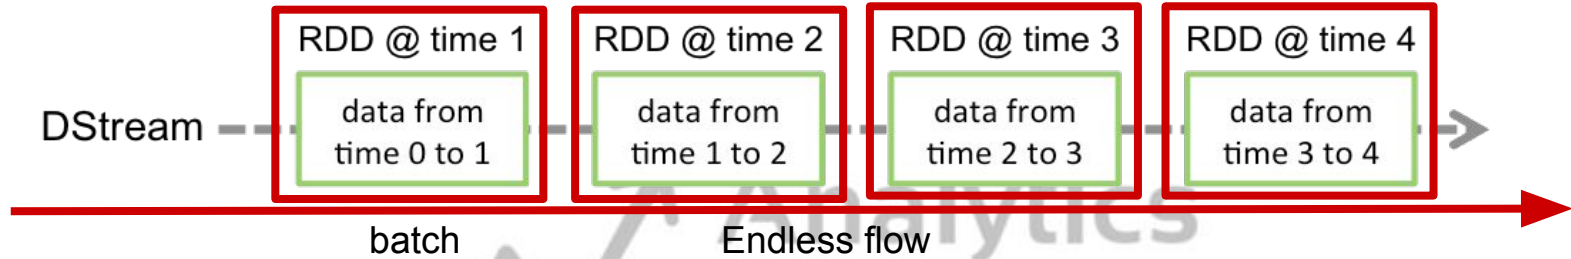 RDD @ time 1
RDD @ time 2
RDD @ time 3
RDD @ time 4
DStream
data from
time 0 to 1
data from
time 1 to 2
data from
time 2 to 3
data from
time 3 to 4
Analytics
batch
Endless flow